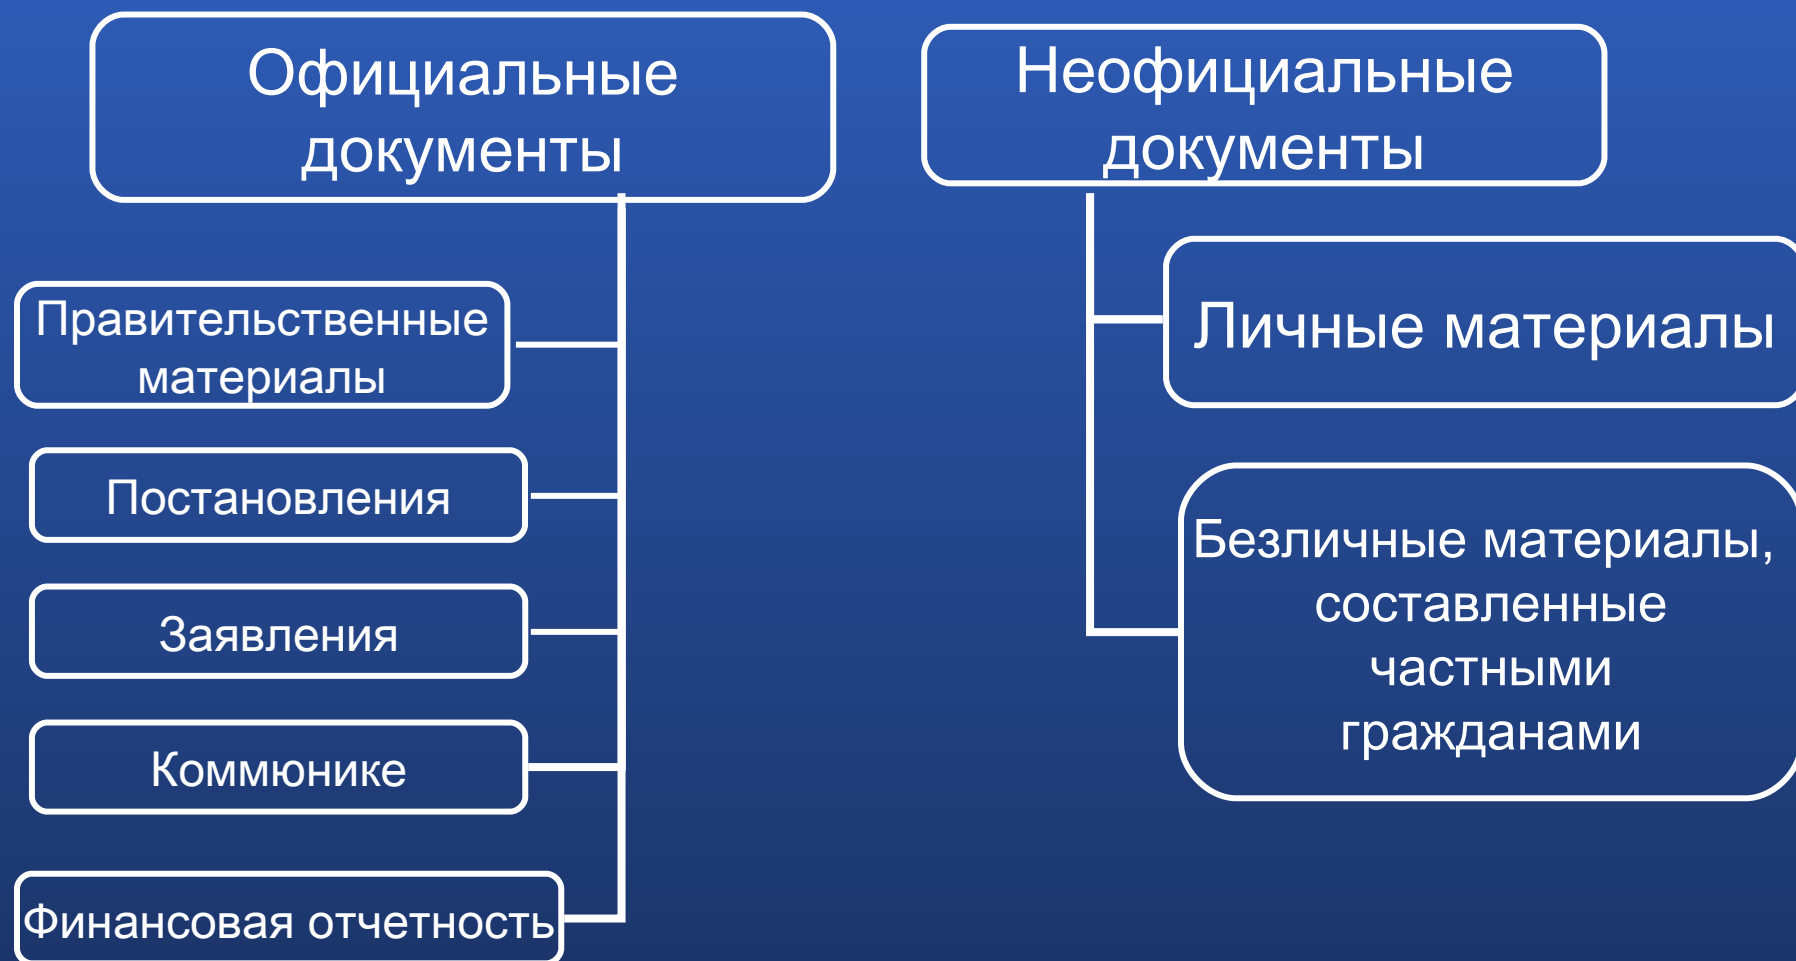 Официальные
документы
Правительственные
материалы
Постановления
Заявления
Коммюнике
Финансовая отчетность
Неофициальные
документы
Личные материалы
Безличные материалы,
составленные
частными
гражданами